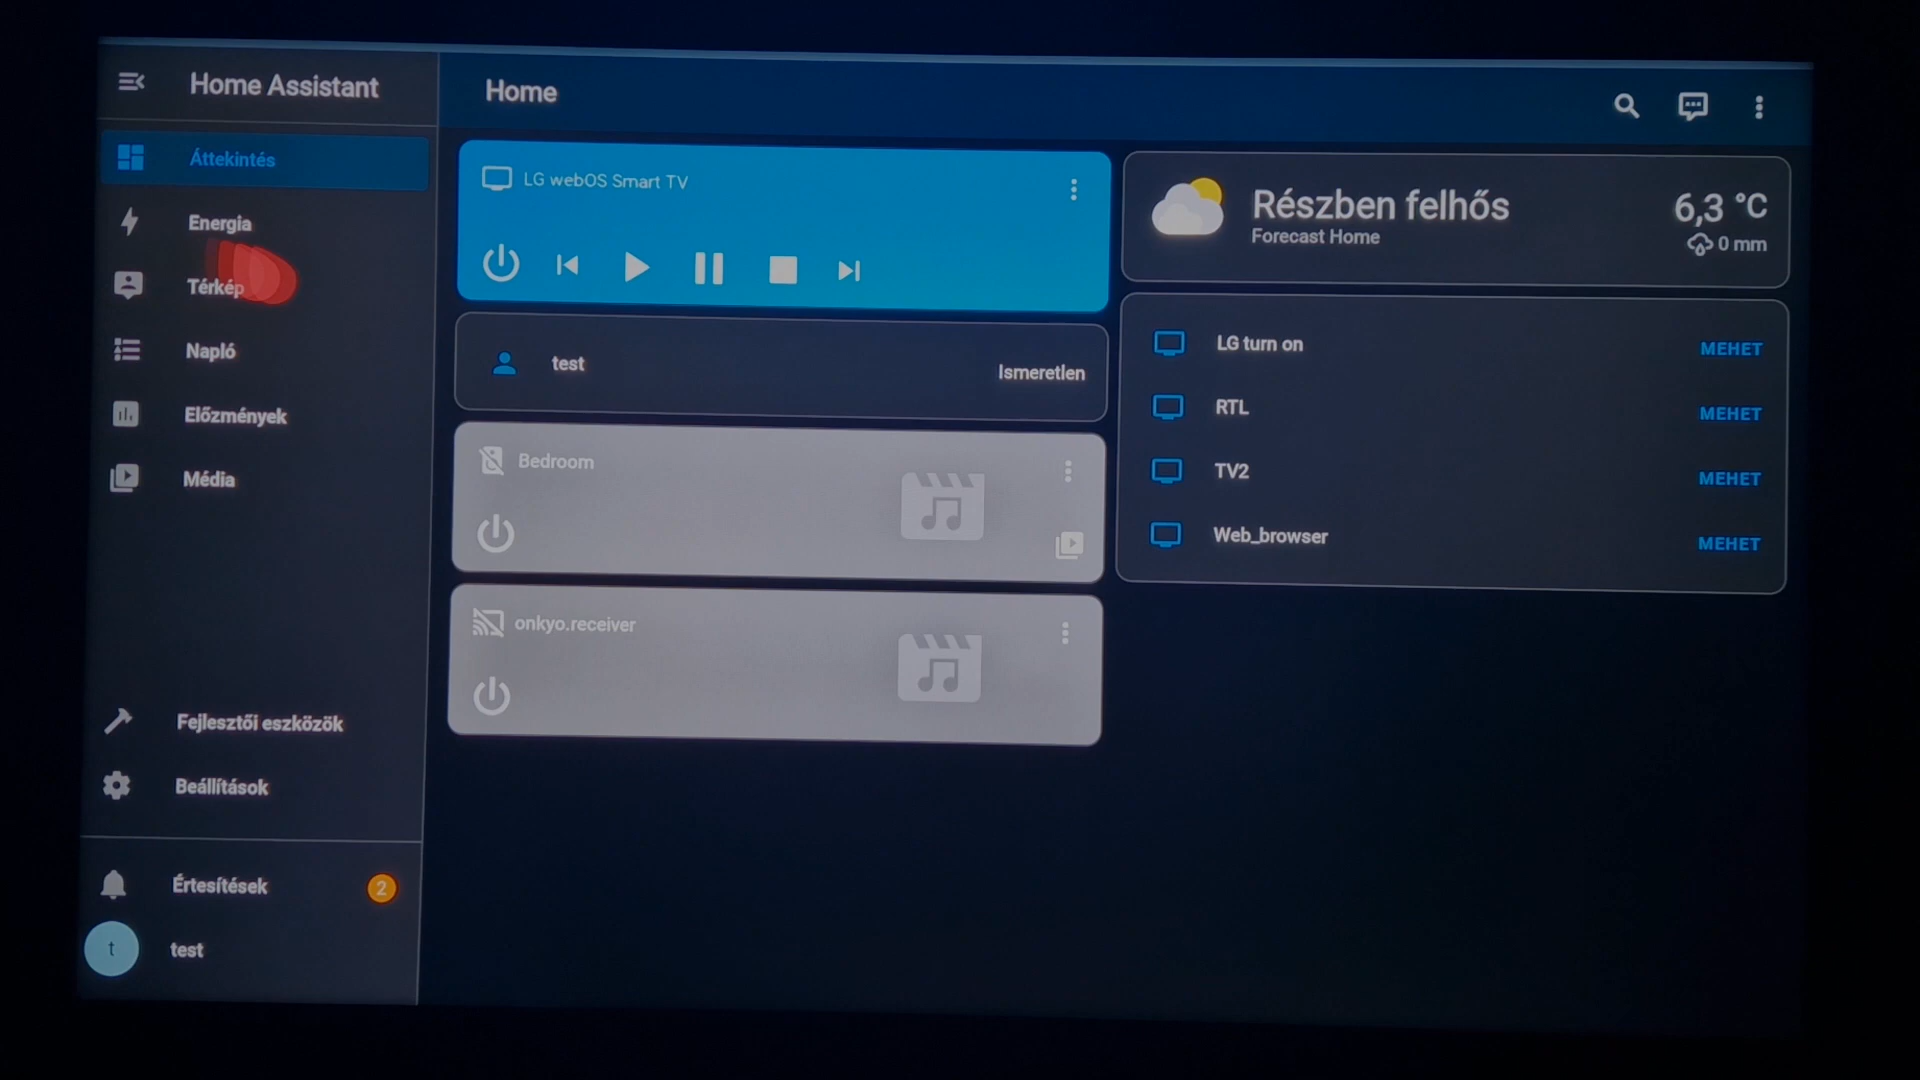 Home Assistant
Áttekintés
Energia
Térkép
Napló
Előzmények
Média
Fejlesztői eszközök
Beállítások
Értesítések
2
t
test
Home
LG webOS Smart TV
test
Ismeretlen
Bedroom
onkyo.receiver
Részben felhős
6,3 °C
Forecast Home
0 mm
LG turn on
MEHET
RTL
MEHET
TV2
MEHET
Web_browser
MEHET